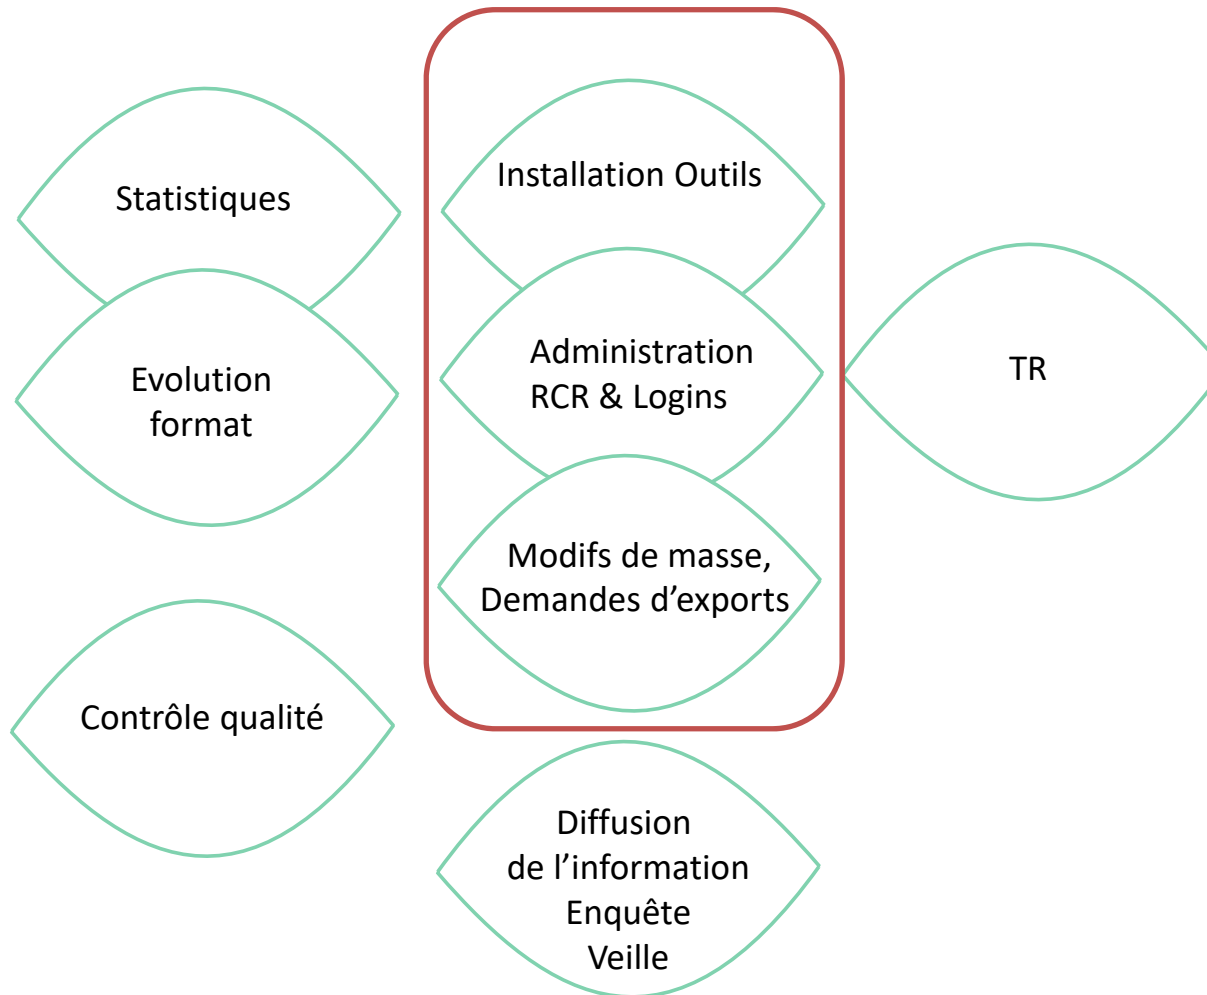 Statistiques
Evolution
format
Contrôle qualité
Installation Outils
Administration
RCR & Logins
Modifs de masse,
Demandes d’exports
Diffusion
de l’information
Enquête
Veille
TR